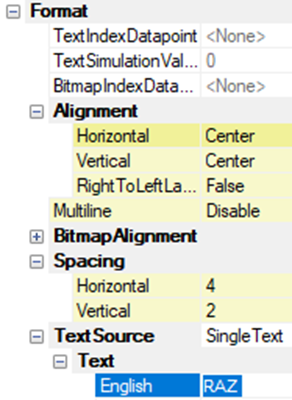 Format
TextIndexDatapoint <None>
TextSimulationVal... 0
BitmapIndexData... <None>
Alignment
Horizontal Center
Vertical Center
RightToLeftLa... False
Multiline Disable
BitmapAlignment
Spacing
Horizontal 4
Vertical 2
TextSource SingleText
Text
English RAZ